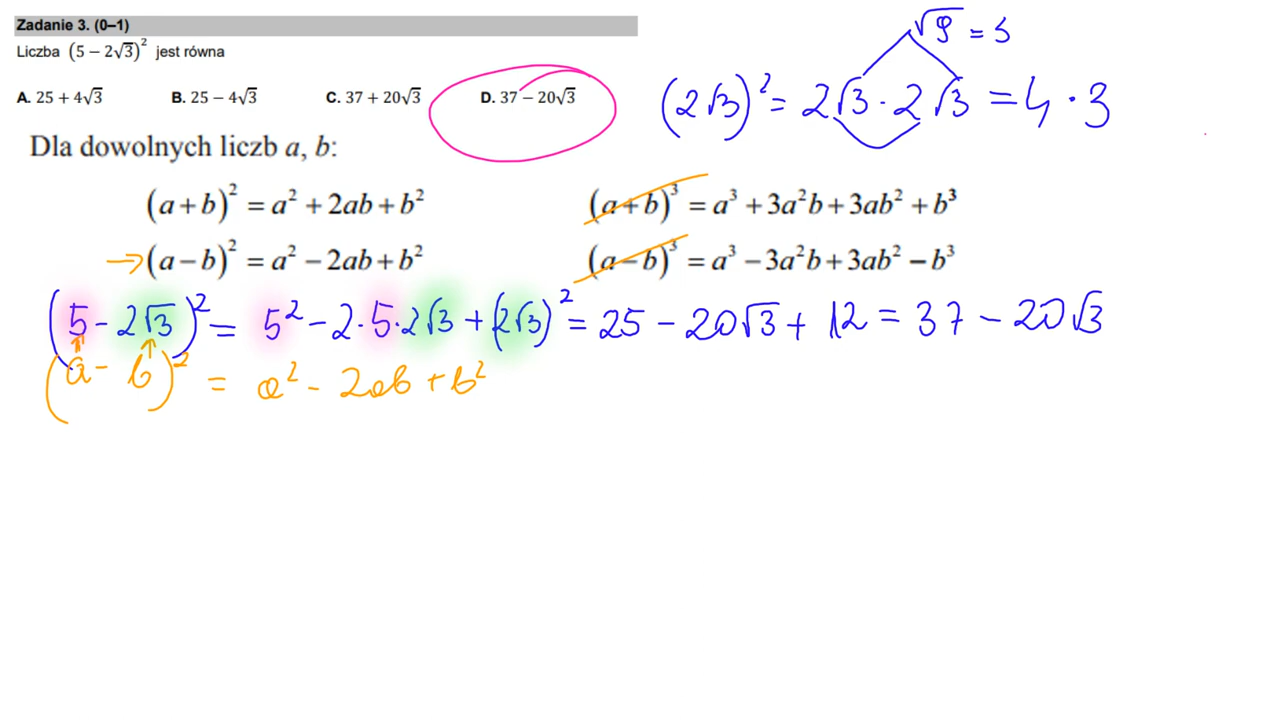 Zadanie 3. (0–1)
Liczba (5 − 2√3)² jest równa
A. 25 + 4√3 B. 25 − 4√3 C. 37 + 20√3 D. 37 − 20√3
√9 = 3
(2√3)² = 2√3 · 2√3 = 4 · 3
Dla dowolnych liczb a, b:
(a + b)² = a² + 2ab + b² (a + b)³ = a³ + 3a²b + 3ab² + b³
→ (a − b)² = a² − 2ab + b² (a − b)³ = a³ − 3a²b + 3ab² − b³
(5 − 2√3)² = 5² − 2 · 5 · 2√3 + (2√3)² = 25 − 20√3 + 12 = 37 − 20√3
(a − b)² = a² − 2ab + b²